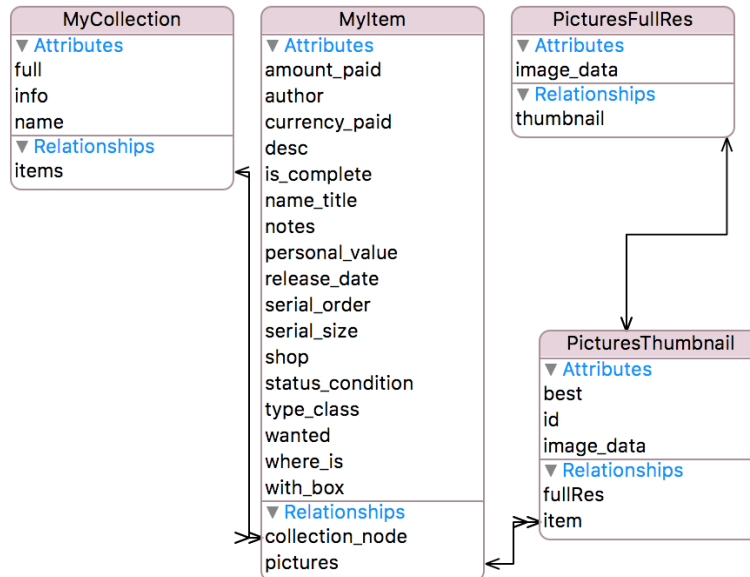 MyCollection
▼ Attributes
full
info
name
▼ Relationships
items
MyItem
▼ Attributes
amount_paid
author
currency_paid
desc
is_complete
name_title
notes
personal_value
release_date
serial_order
serial_size
shop
status_condition
type_class
wanted
where_is
with_box
▼ Relationships
collection_node
pictures
PicturesFullRes
▼ Attributes
image_data
▼ Relationships
thumbnail
PicturesThumbnail
▼ Attributes
best
id
image_data
▼ Relationships
fullRes
item